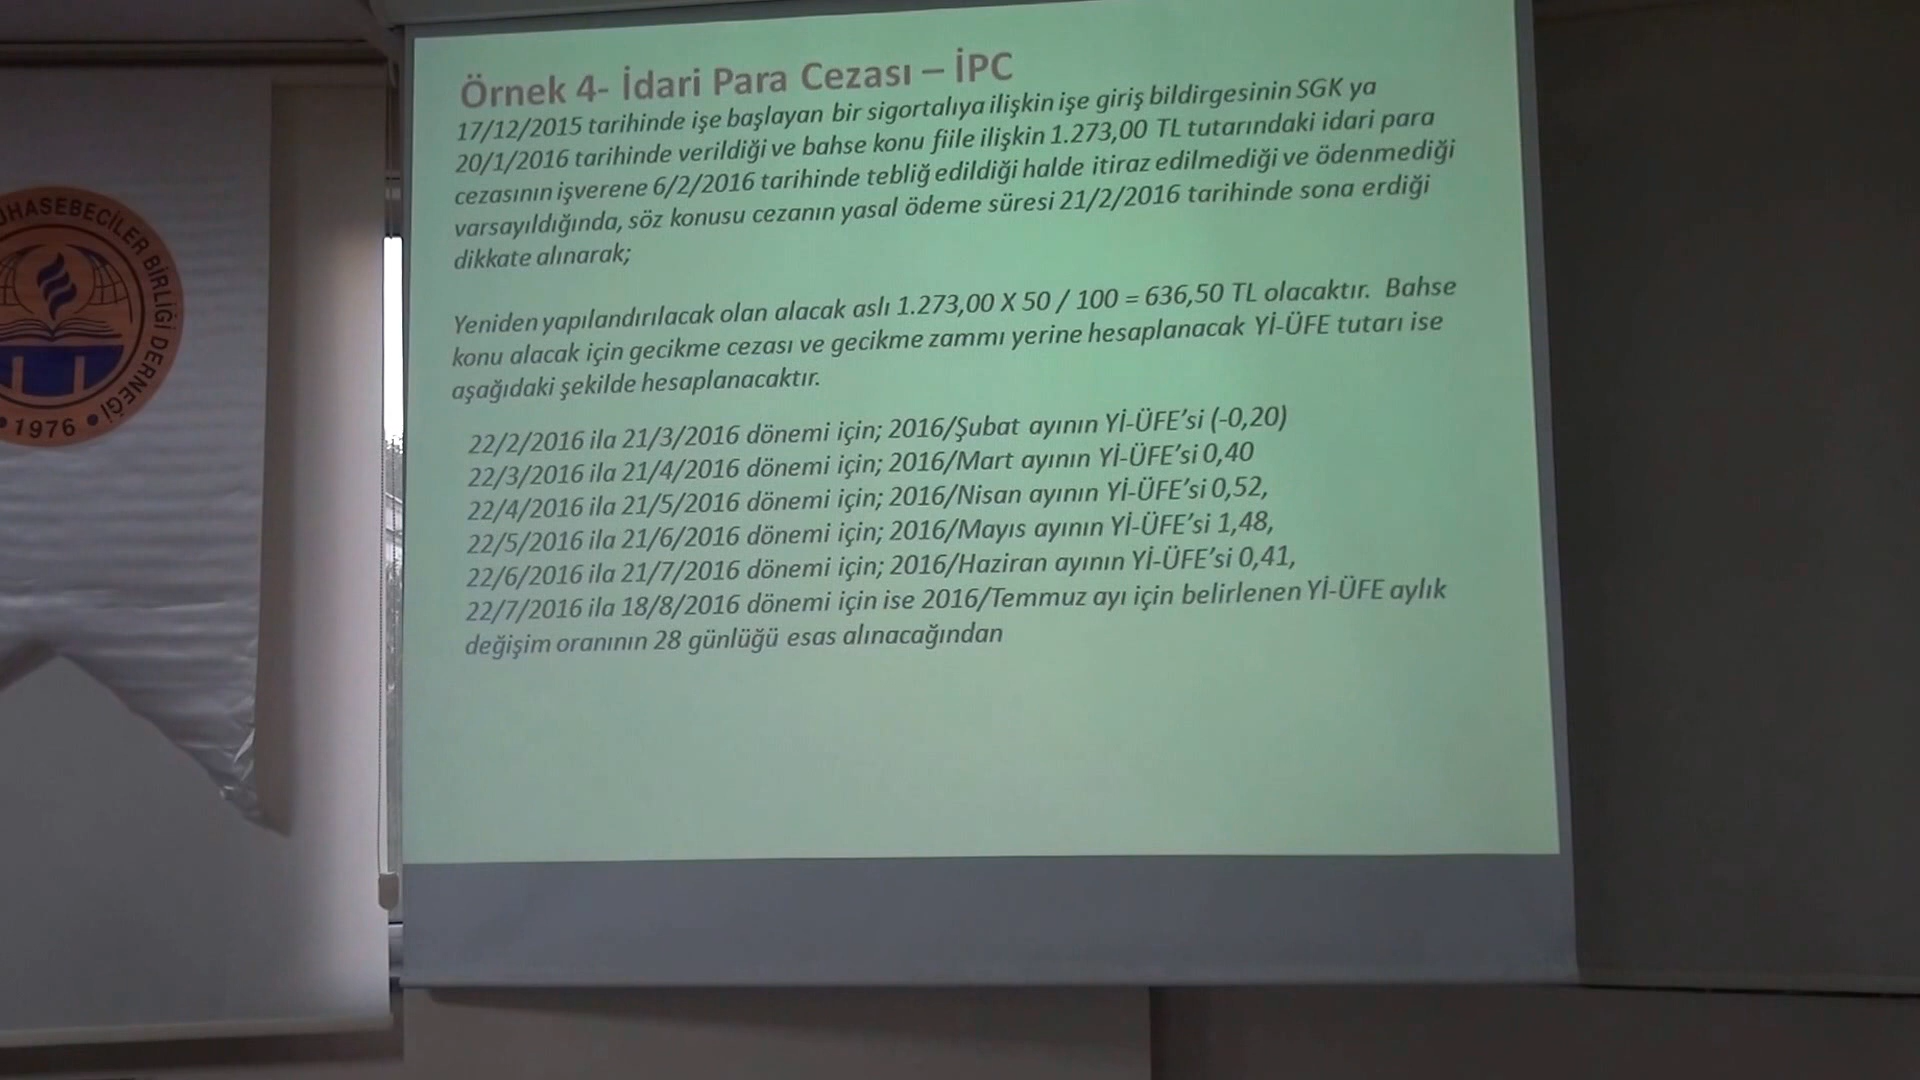 UHASEBECİLER BİRLİĞİ DERNEĞİ
• 1976 •
Örnek 4- İdari Para Cezası – İPC
17/12/2015 tarihinde işe başlayan bir sigortalıya ilişkin işe giriş bildirgesinin SGK ya
20/1/2016 tarihinde verildiği ve bahse konu fiile ilişkin 1.273,00 TL tutarındaki idari para
cezasının işverene 6/2/2016 tarihinde tebliğ edildiği halde itiraz edilmediği ve ödenmediği
varsayıldığında, söz konusu cezanın yasal ödeme süresi 21/2/2016 tarihinde sona erdiği
dikkate alınarak;
Yeniden yapılandırılacak olan alacak aslı 1.273,00 X 50 / 100 = 636,50 TL olacaktır. Bahse
konu alacak için gecikme cezası ve gecikme zammı yerine hesaplanacak Yİ-ÜFE tutarı ise
aşağıdaki şekilde hesaplanacaktır.
22/2/2016 ila 21/3/2016 dönemi için; 2016/Şubat ayının Yİ-ÜFE’si (-0,20)
22/3/2016 ila 21/4/2016 dönemi için; 2016/Mart ayının Yİ-ÜFE’si 0,40
22/4/2016 ila 21/5/2016 dönemi için; 2016/Nisan ayının Yİ-ÜFE’si 0,52,
22/5/2016 ila 21/6/2016 dönemi için; 2016/Mayıs ayının Yİ-ÜFE’si 1,48,
22/6/2016 ila 21/7/2016 dönemi için; 2016/Haziran ayının Yİ-ÜFE’si 0,41,
22/7/2016 ila 18/8/2016 dönemi için ise 2016/Temmuz ayı için belirlenen Yİ-ÜFE aylık
değişim oranının 28 günlüğü esas alınacağından